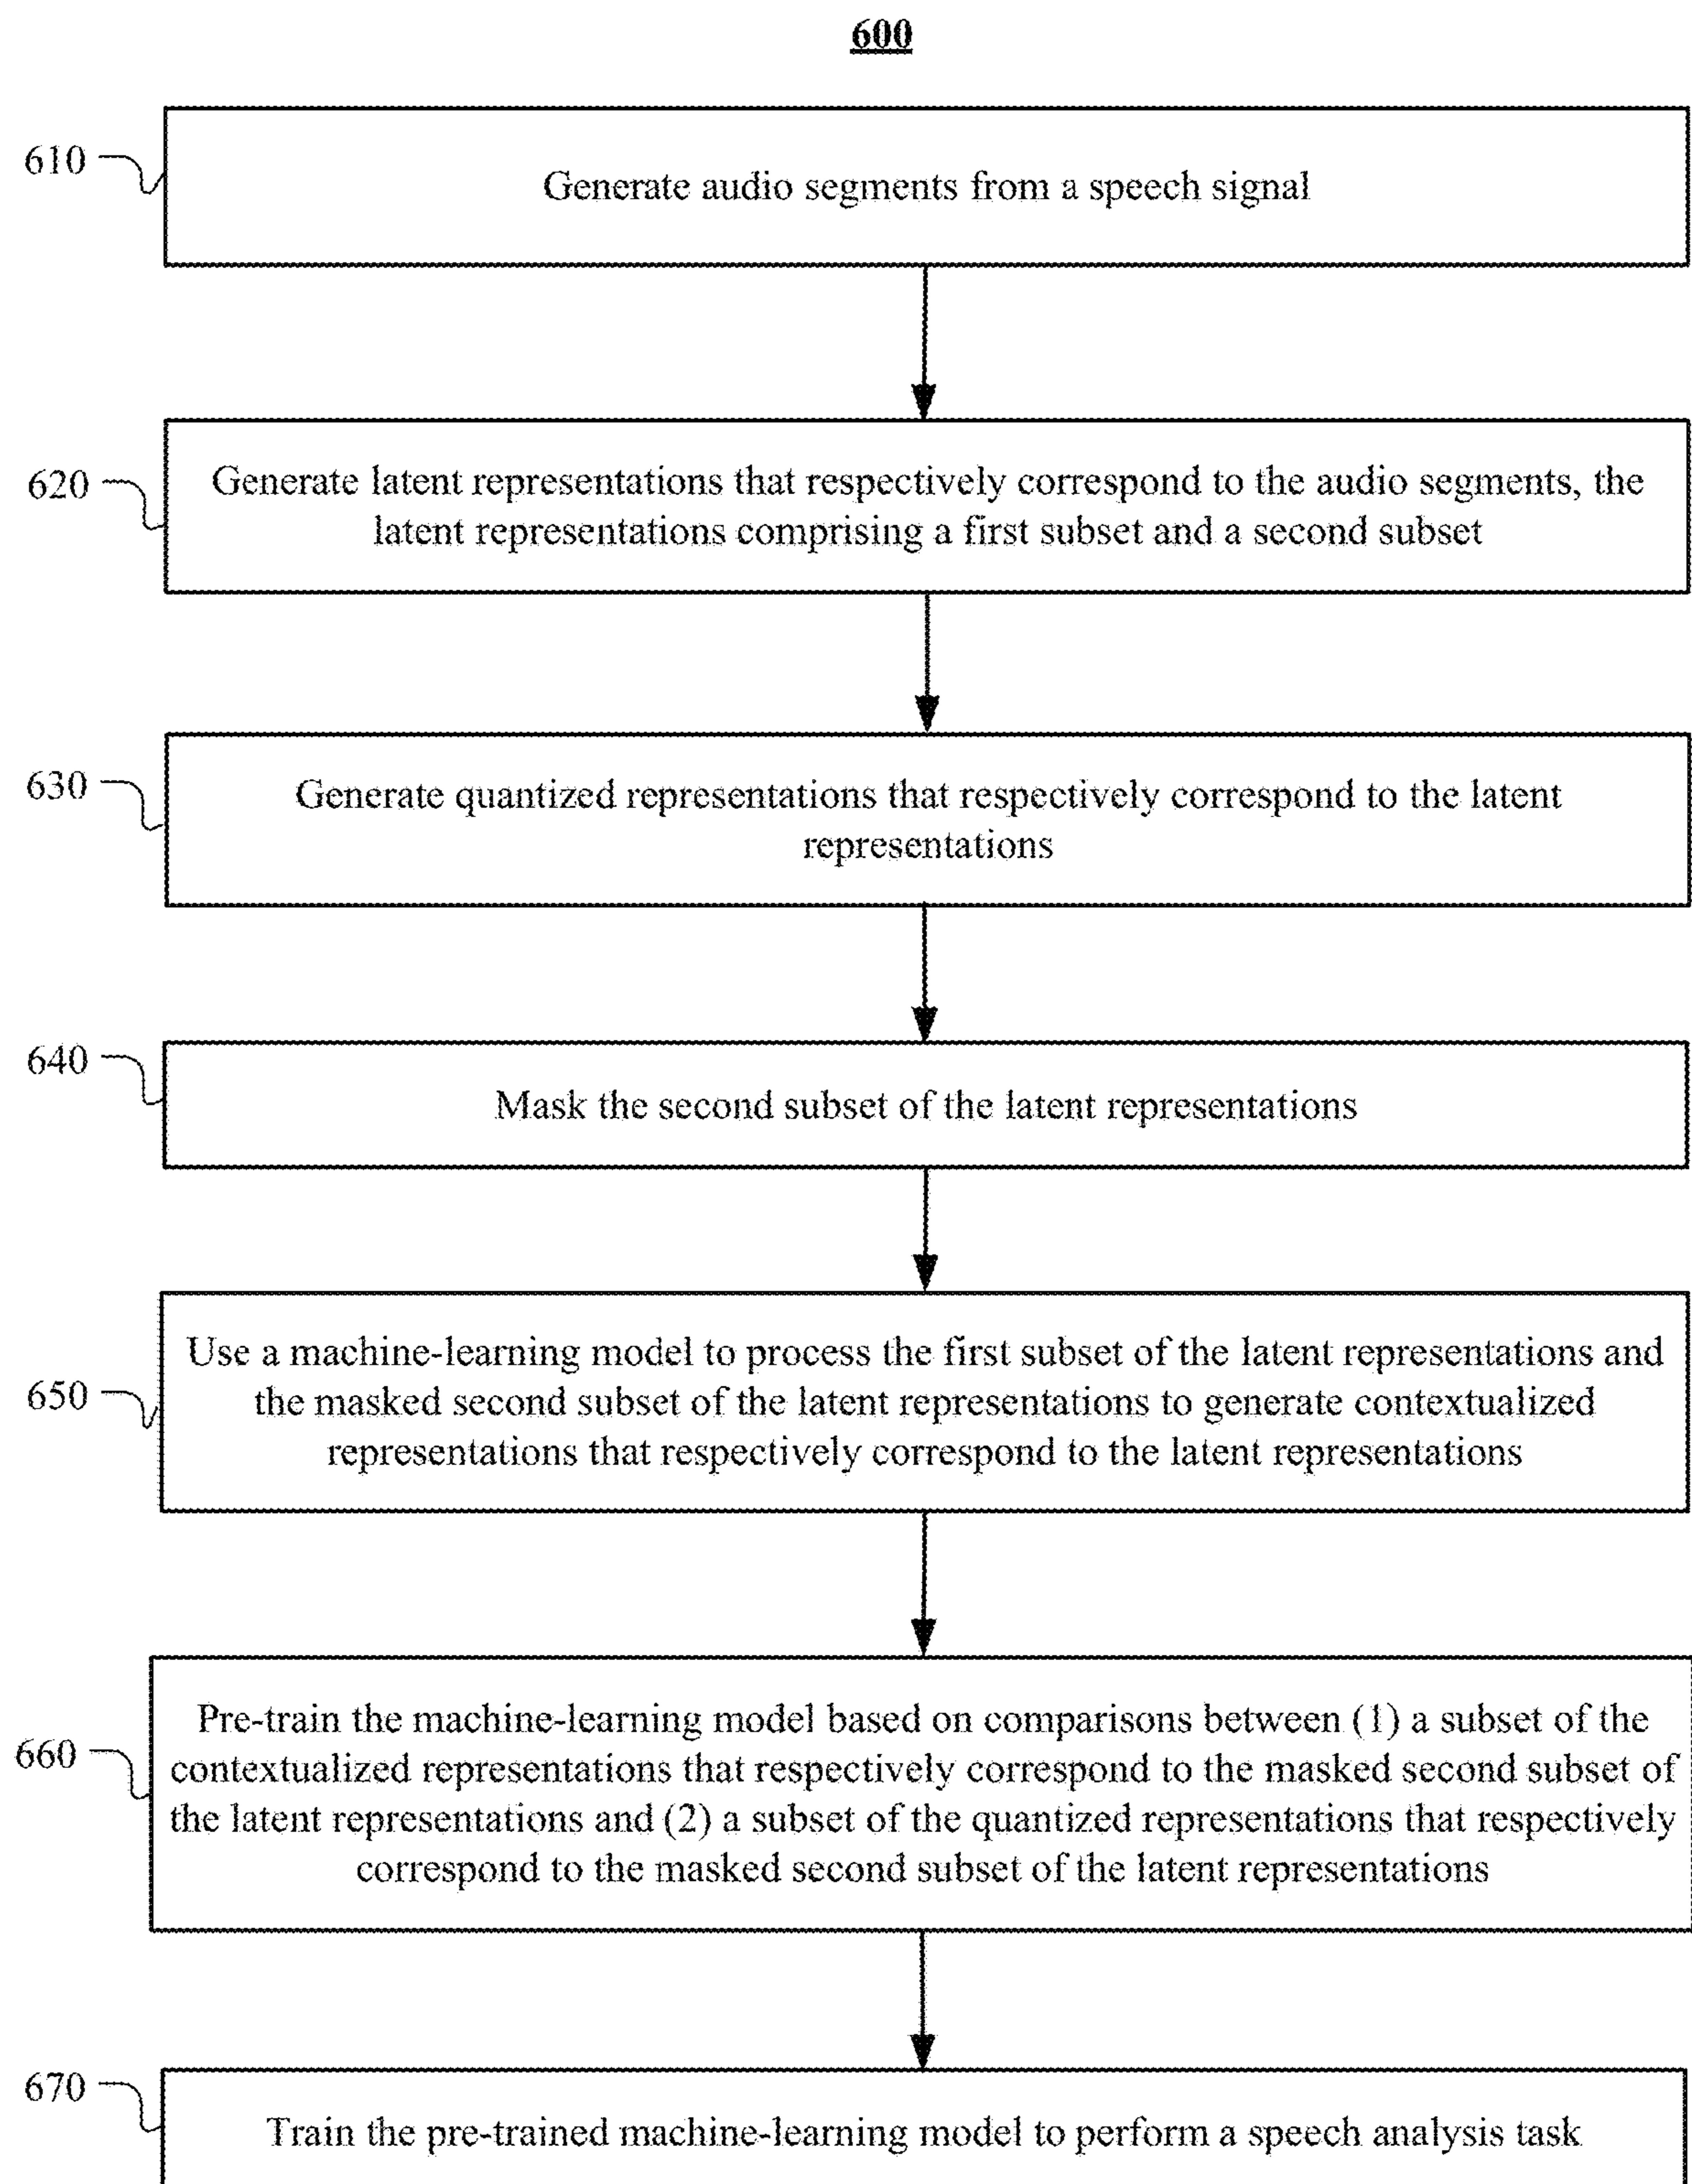 600
610
Generate audio segments from a speech signal
620
Generate latent representations that respectively correspond to the audio segments, the
latent representations comprising a first subset and a second subset
630
Generate quantized representations that respectively correspond to the latent
representations
640
Mask the second subset of the latent representations
650
Use a machine-learning model to process the first subset of the latent representations and
the masked second subset of the latent representations to generate contextualized
representations that respectively correspond to the latent representations
660
Pre-train the machine-learning model based on comparisons between (1) a subset of the
contextualized representations that respectively correspond to the masked second subset of
the latent representations and (2) a subset of the quantized representations that respectively
correspond to the masked second subset of the latent representations
670
Train the pre-trained machine-learning model to perform a speech analysis task